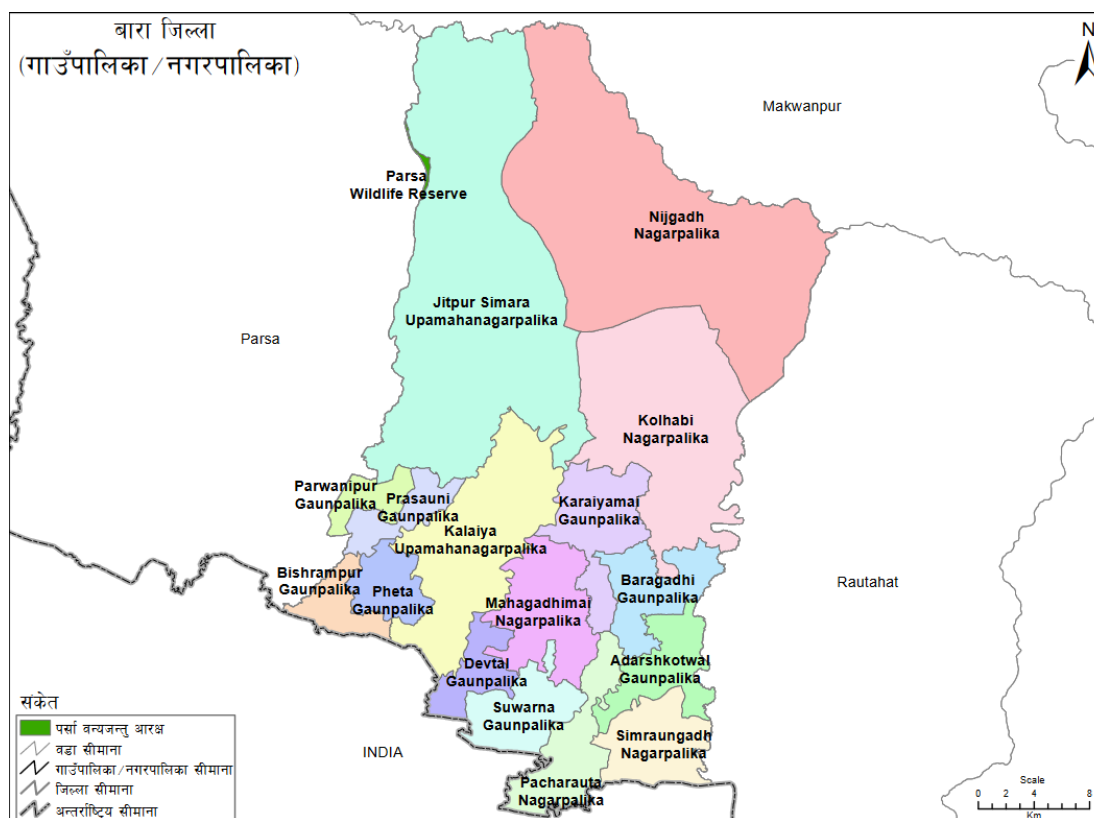 बारा जिल्ला
(गाउँपालिका/नगरपालिका)
N
Makwanpur
Parsa
Wildlife Reserve
Nijgadh
Nagarpalika
Jitpur Simara
Upamahanagarpalika
Parsa
Kolhabi
Nagarpalika
Parwanipur
Gaunpalika
Prasauni
Gaunpalika
Karaiyamai
Gaunpalika
Kalaiya
Upamahanagarpalika
Bishrampur
Gaunpalika
Pheta
Gaunpalika
Baragadhi
Gaunpalika
Rautahat
Mahagadhimai
Nagarpalika
Devtal
Gaunpalika
Adarshkotwal
Gaunpalika
Suwarna
Gaunpalika
Simraungadh
Nagarpalika
INDIA
Pacharauta
Nagarpalika
संकेत
पर्सा वन्यजन्तु आरक्ष
वडा सीमाना
गाउँपालिका/नगरपालिका सीमाना
जिल्ला सीमाना
अन्तर्राष्ट्रिय सीमाना
Scale
0 2 4 8
Km